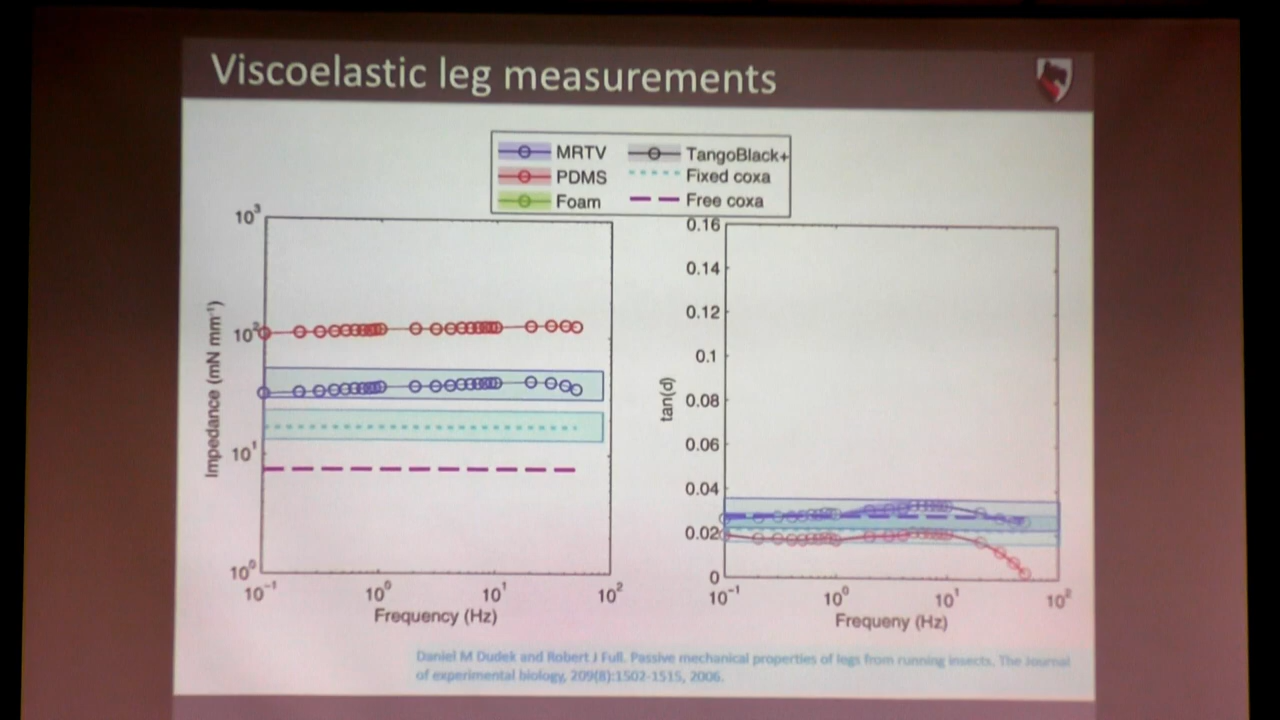 Viscoelastic leg measurements
MRTV
PDMS
Foam
TangoBlack+
Fixed coxa
Free coxa
10³
10²
10¹
10⁰
Impedance (mN mm⁻¹)
10⁻¹ 10⁰ 10¹ 10²
Frequency (Hz)
0.16
0.14
0.12
0.1
0.08
0.06
0.04
0.02
0
tan(d)
10⁻¹ 10⁰ 10¹ 10²
Frequeny (Hz)
Daniel M Dudek and Robert J Full. Passive mechanical properties of legs from running insects. The Journal
of experimental biology, 209(8):1502-1515, 2006.